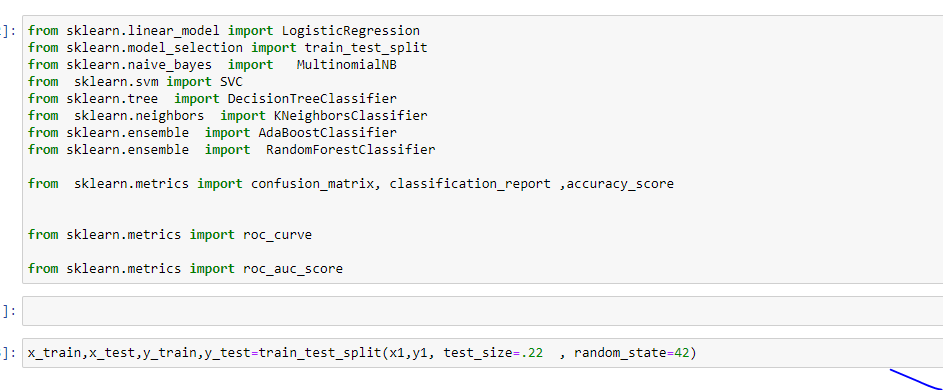 ]: from sklearn.linear_model import LogisticRegression
from sklearn.model_selection import train_test_split
from sklearn.naive_bayes  import   MultinomialNB
from  sklearn.svm import SVC
from sklearn.tree  import DecisionTreeClassifier
from  sklearn.neighbors  import KNeighborsClassifier
from sklearn.ensemble  import AdaBoostClassifier
from sklearn.ensemble  import  RandomForestClassifier
from  sklearn.metrics import confusion_matrix, classification_report ,accuracy_score
from sklearn.metrics import roc_curve
from sklearn.metrics import roc_auc_score
]:
]: x_train,x_test,y_train,y_test=train_test_split(x1,y1, test_size=.22  , random_state=42)